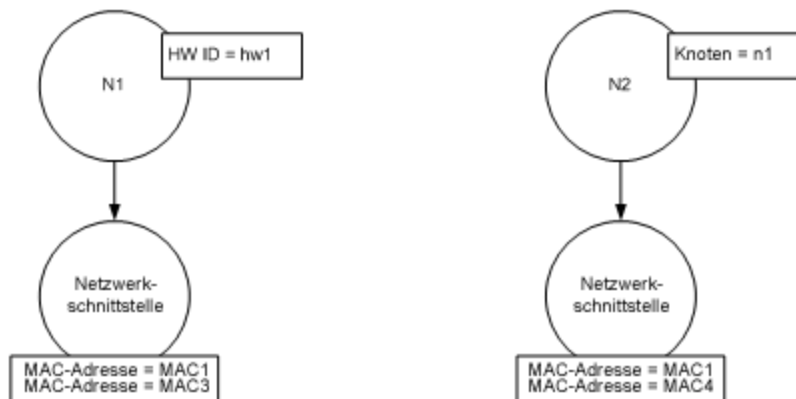 HW ID = hw1
N1
Knoten = n1
N2
Netzwerk-
schnittstelle
Netzwerk-
schnittstelle
MAC-Adresse = MAC1
MAC-Adresse = MAC3
MAC-Adresse = MAC1
MAC-Adresse = MAC4